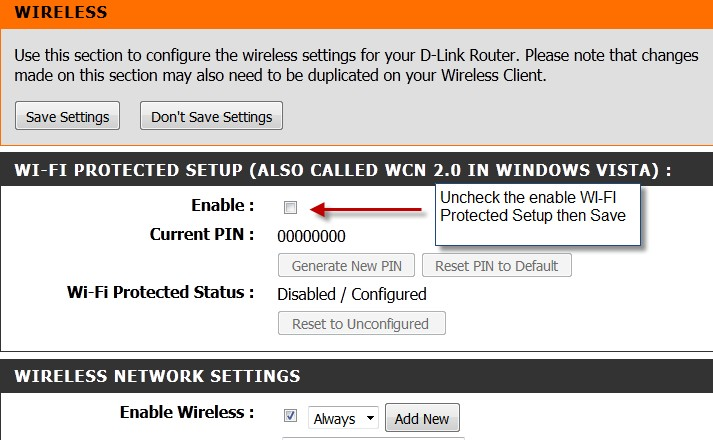 WIRELESS
Use this section to configure the wireless settings for your D-Link Router. Please note that changes
made on this section may also need to be duplicated on your Wireless Client.
Save Settings Don't Save Settings
WI-FI PROTECTED SETUP (ALSO CALLED WCN 2.0 IN WINDOWS VISTA) :
Enable :
Uncheck the enable WI-FI
Protected Setup then Save
Current PIN : 00000000
Generate New PIN Reset PIN to Default
Wi-Fi Protected Status : Disabled / Configured
Reset to Unconfigured
WIRELESS NETWORK SETTINGS
Enable Wireless : Always Add New